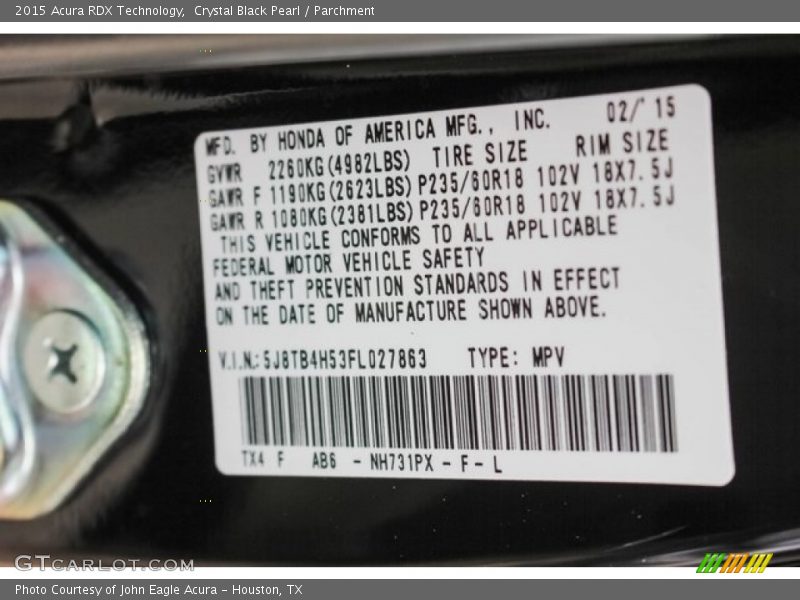 2015 Acura RDX Technology,  Crystal Black Pearl / Parchment
MFD. BY HONDA OF AMERICA MFG., INC. 02/'15
GVWR 2260KG(4982LBS) TIRE SIZE RIM SIZE
GAWR F 1190KG(2623LBS) P235/60R18 102V 18X7.5J
GAWR R 1080KG(2381LBS) P235/60R18 102V 18X7.5J
THIS VEHICLE CONFORMS TO ALL APPLICABLE
FEDERAL MOTOR VEHICLE SAFETY
AND THEFT PREVENTION STANDARDS IN EFFECT
ON THE DATE OF MANUFACTURE SHOWN ABOVE.
V.I.N.: 5J8TB4H53FL027863 TYPE: MPV
TX4 F AB6 - NH731PX - F - L
GTCARLOT.COM
Photo Courtesy of John Eagle Acura - Houston, TX